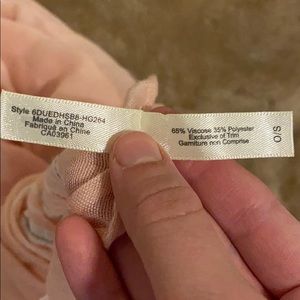 Style 6DUEDHSB8-HG264
Made in China
Fabriqué en Chine
CA03961
65% Viscose 35% Polyester
Exclusive of Trim
Garniture non Comprise
O/S